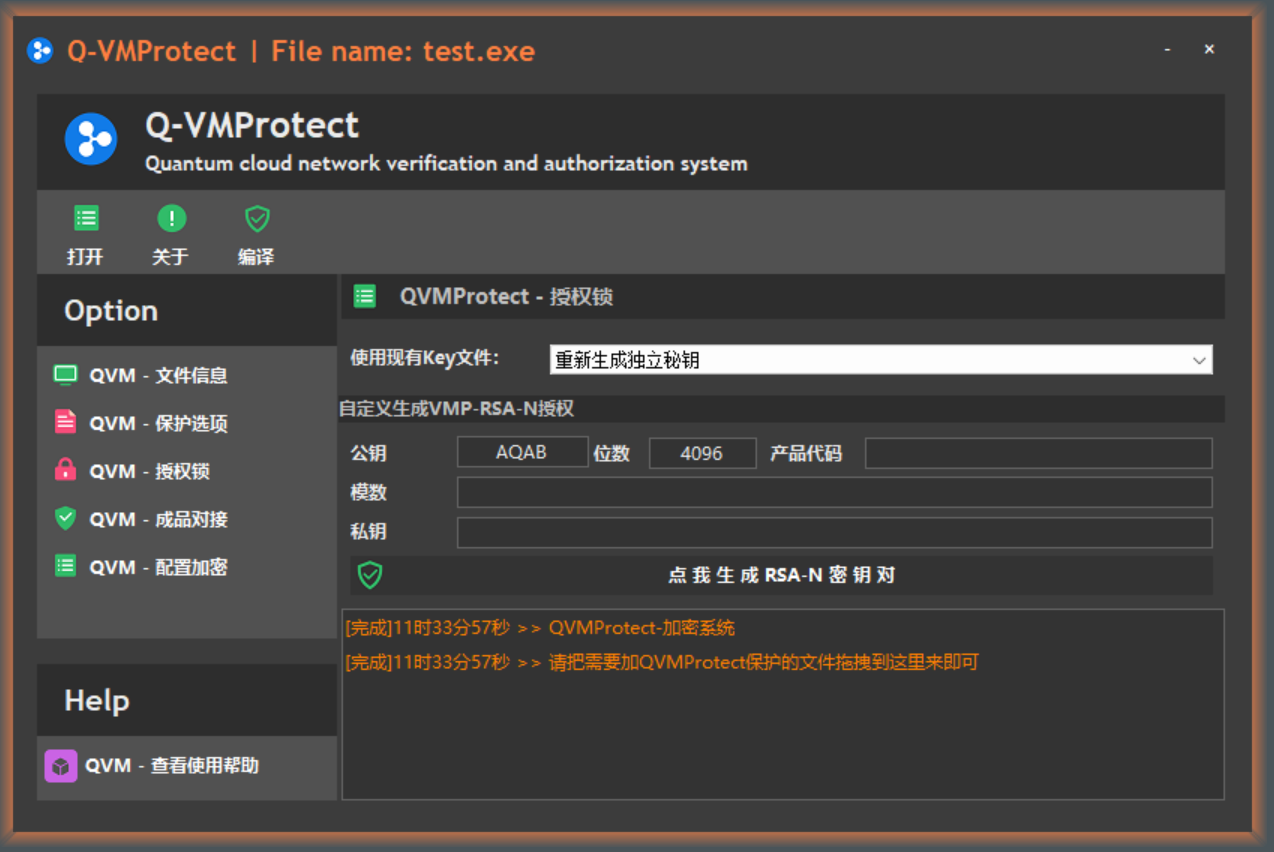 Q-VMProtect | File name: test.exe
- ×
Q-VMProtect
Quantum cloud network verification and authorization system
打开 关于 编译
Option
QVM - 文件信息
QVM - 保护选项
QVM - 授权锁
QVM - 成品对接
QVM - 配置加密
Help
QVM - 查看使用帮助
QVMProtect - 授权锁
使用现有Key文件: 重新生成独立秘钥
自定义生成VMP-RSA-N授权
公钥 AQAB 位数 4096 产品代码
模数
私钥
点 我 生 成 RSA-N 密 钥 对
[完成]11时33分57秒 >> QVMProtect-加密系统
[完成]11时33分57秒 >> 请把需要加QVMProtect保护的文件拖拽到这里来即可